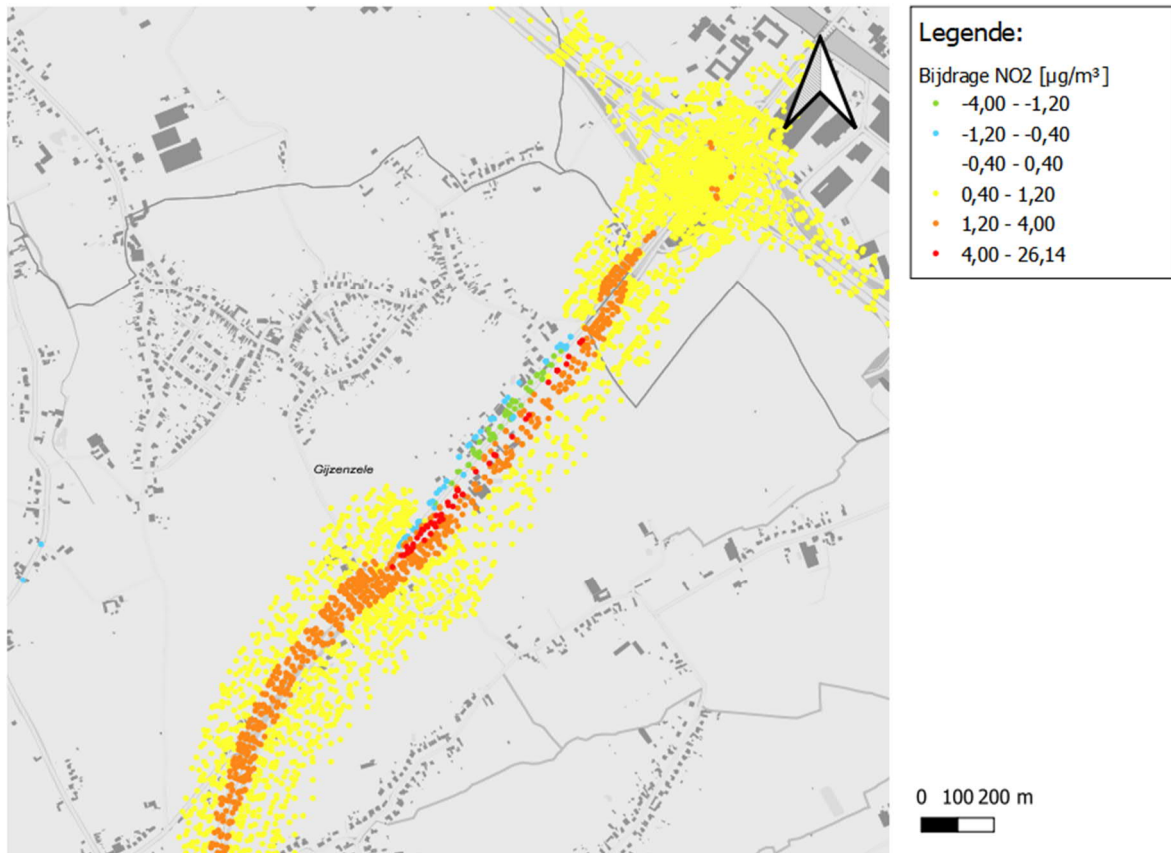 Legende:
Bijdrage NO2 [µg/m³]
-4,00 - -1,20
-1,20 - -0,40
-0,40 - 0,40
0,40 - 1,20
1,20 - 4,00
4,00 - 26,14
Gijzenzele
0 100 200 m